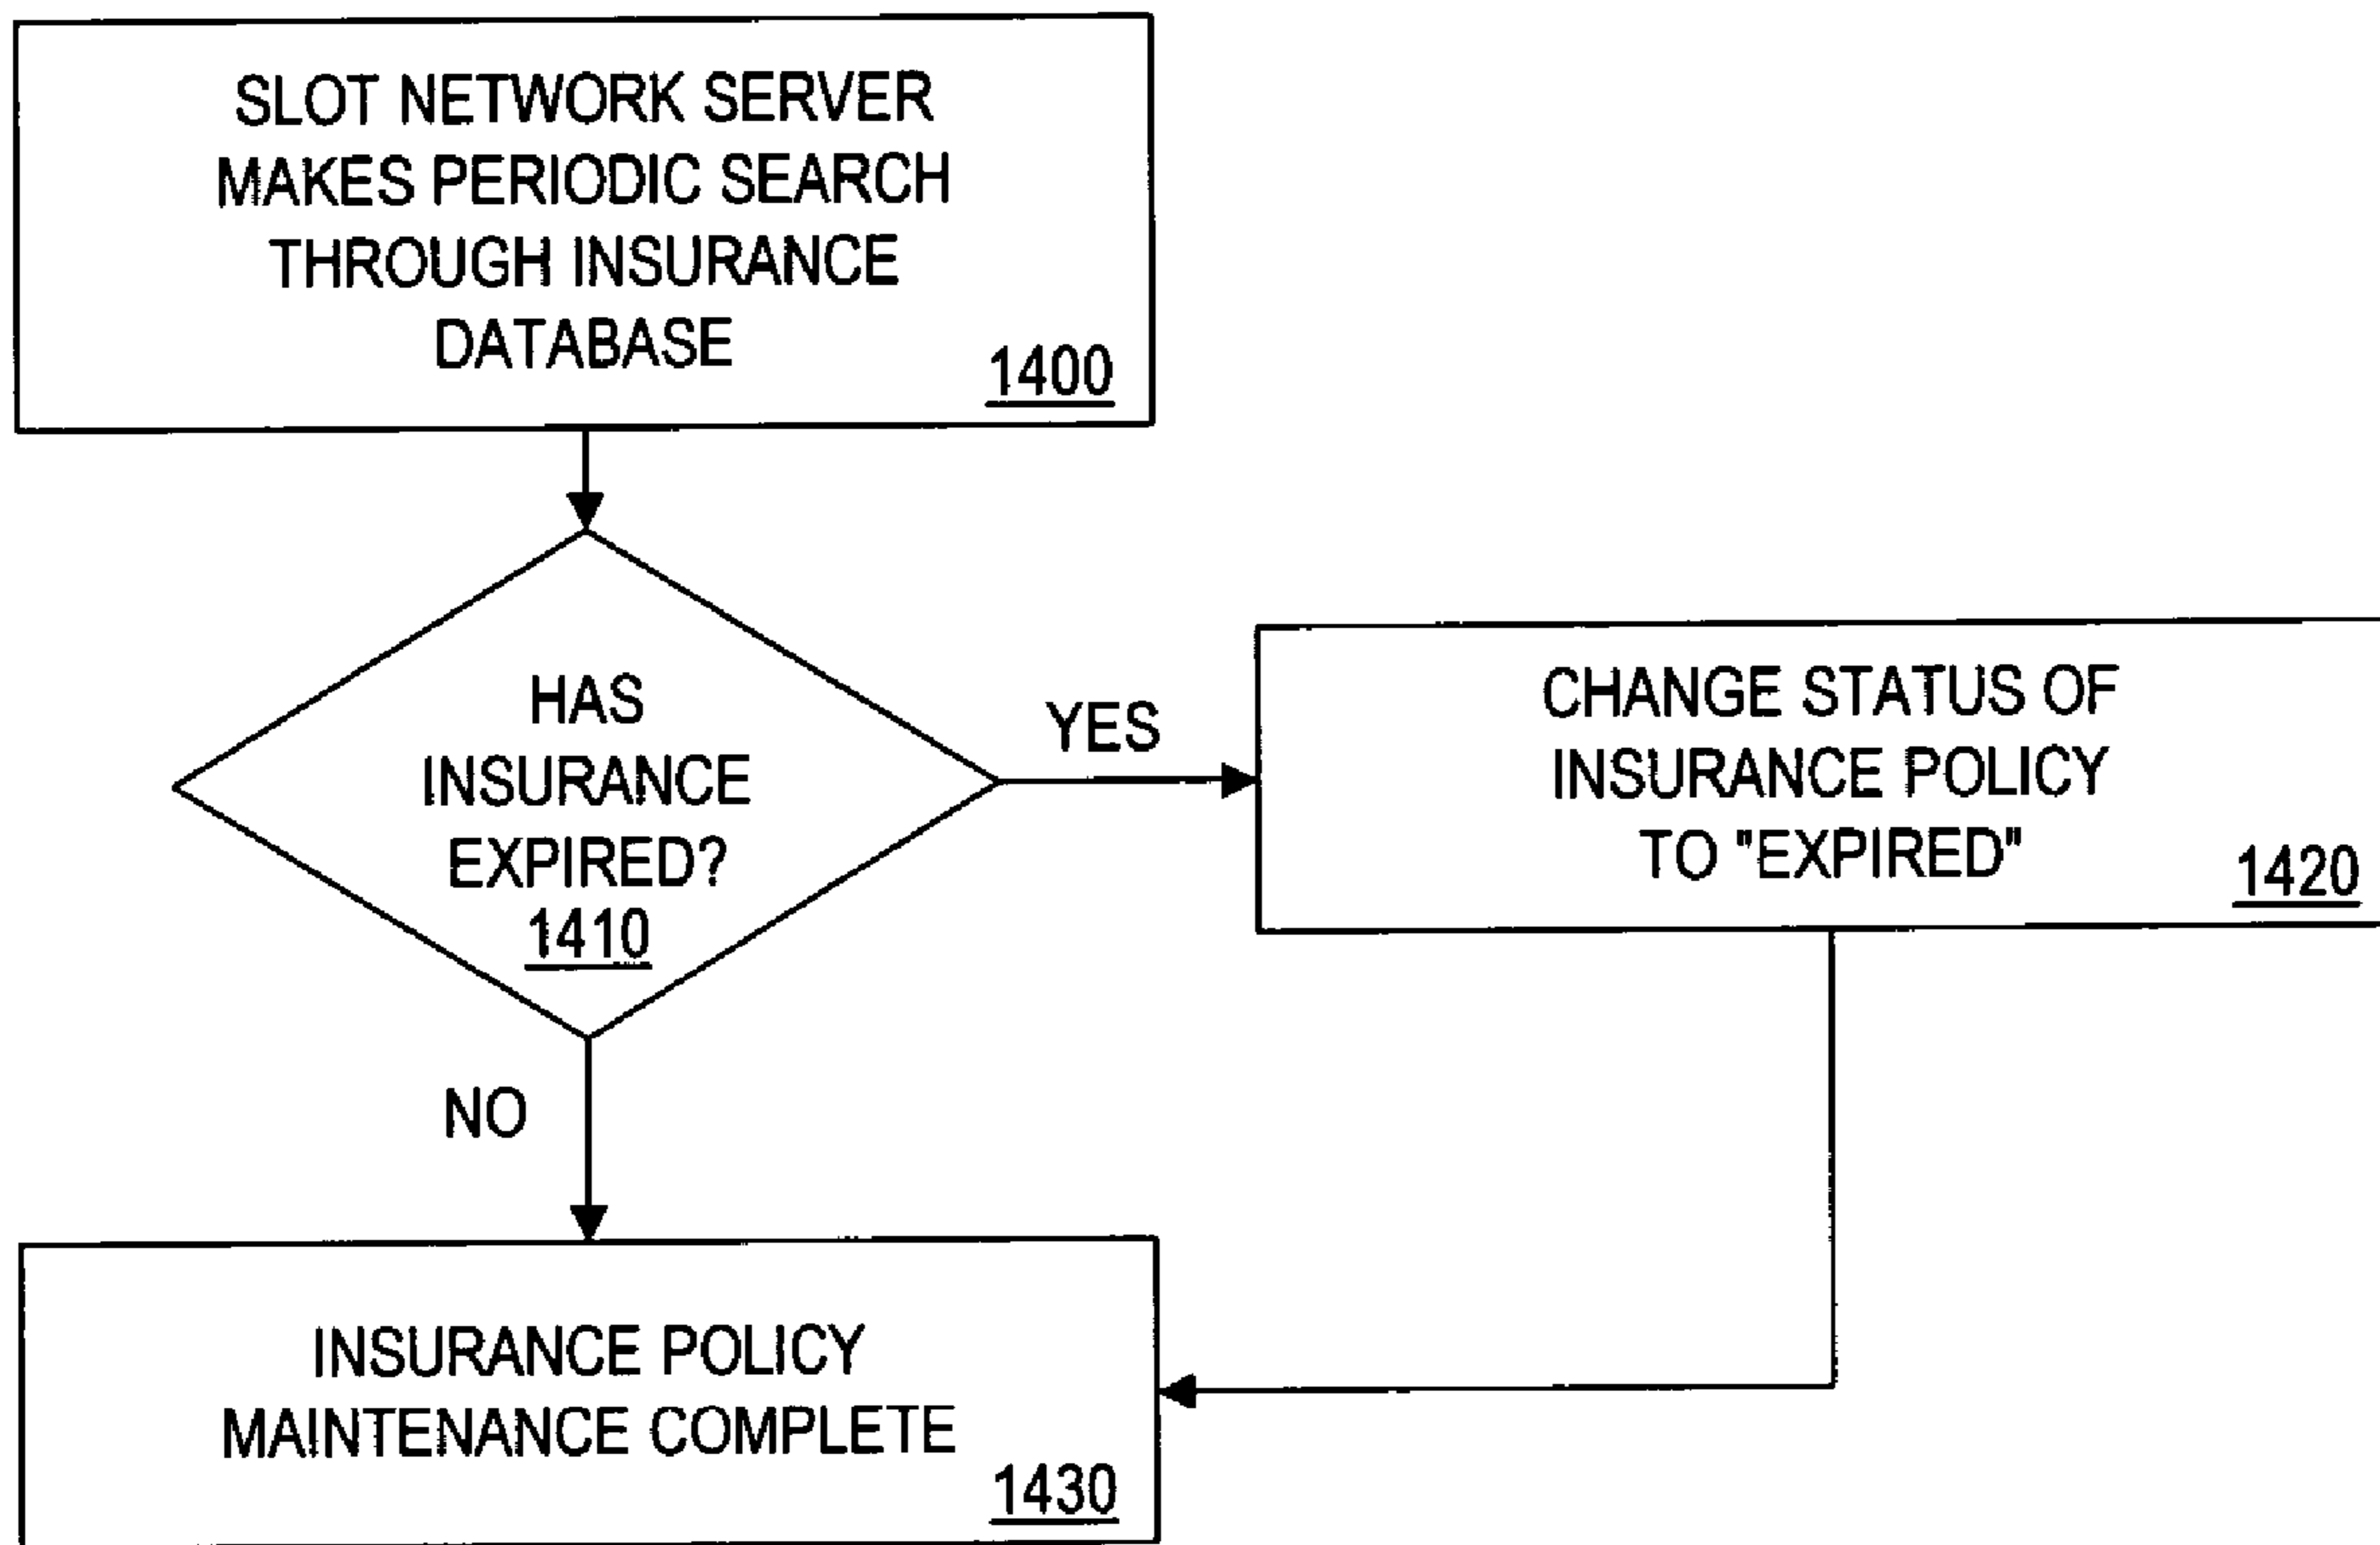 SLOT NETWORK SERVER
MAKES PERIODIC SEARCH
THROUGH INSURANCE
DATABASE
1400
HAS
INSURANCE
EXPIRED?
1410
YES
CHANGE STATUS OF
INSURANCE POLICY
TO "EXPIRED"
1420
NO
INSURANCE POLICY
MAINTENANCE COMPLETE
1430